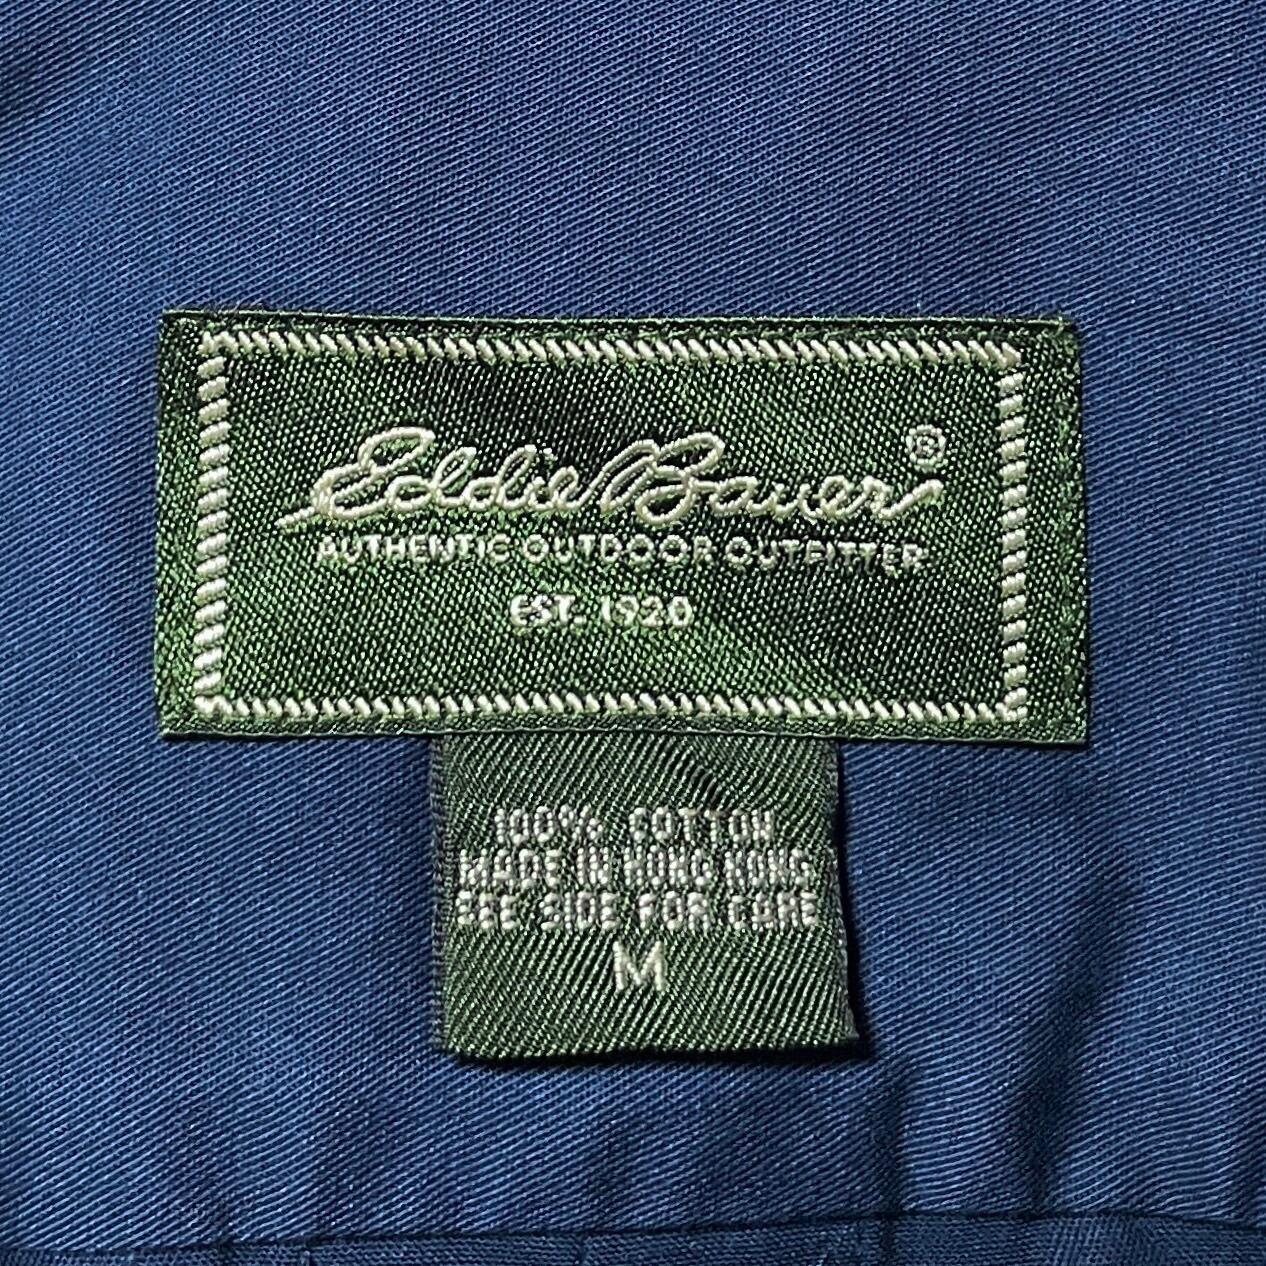 Eddie Bauer®
AUTHENTIC OUTDOOR OUTFITTER
EST. 1920
100% COTTON
MADE IN HONG KONG
SEE SIDE FOR CARE
M